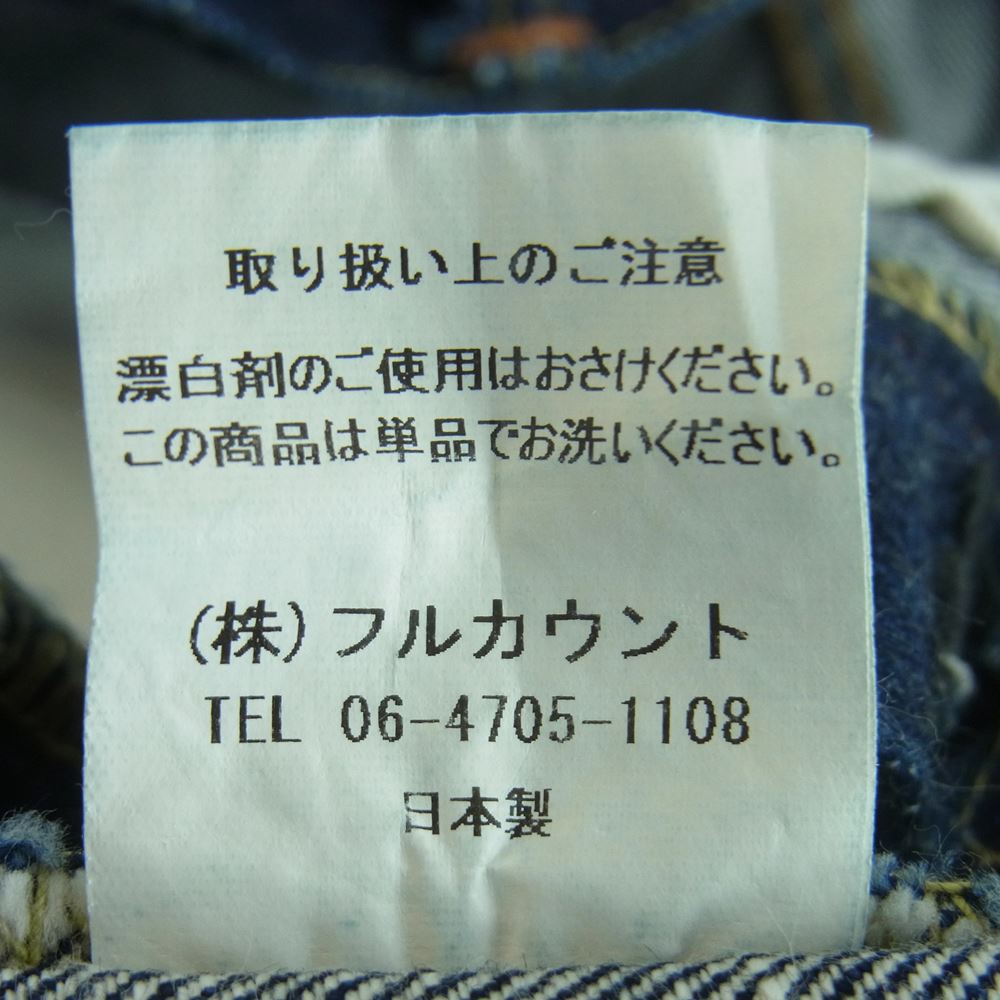 取り扱い上のご注意
漂白剤のご使用はおさけください。
この商品は単品でお洗いください。
(株)フルカウント
TEL 06-4705-1108
日本製